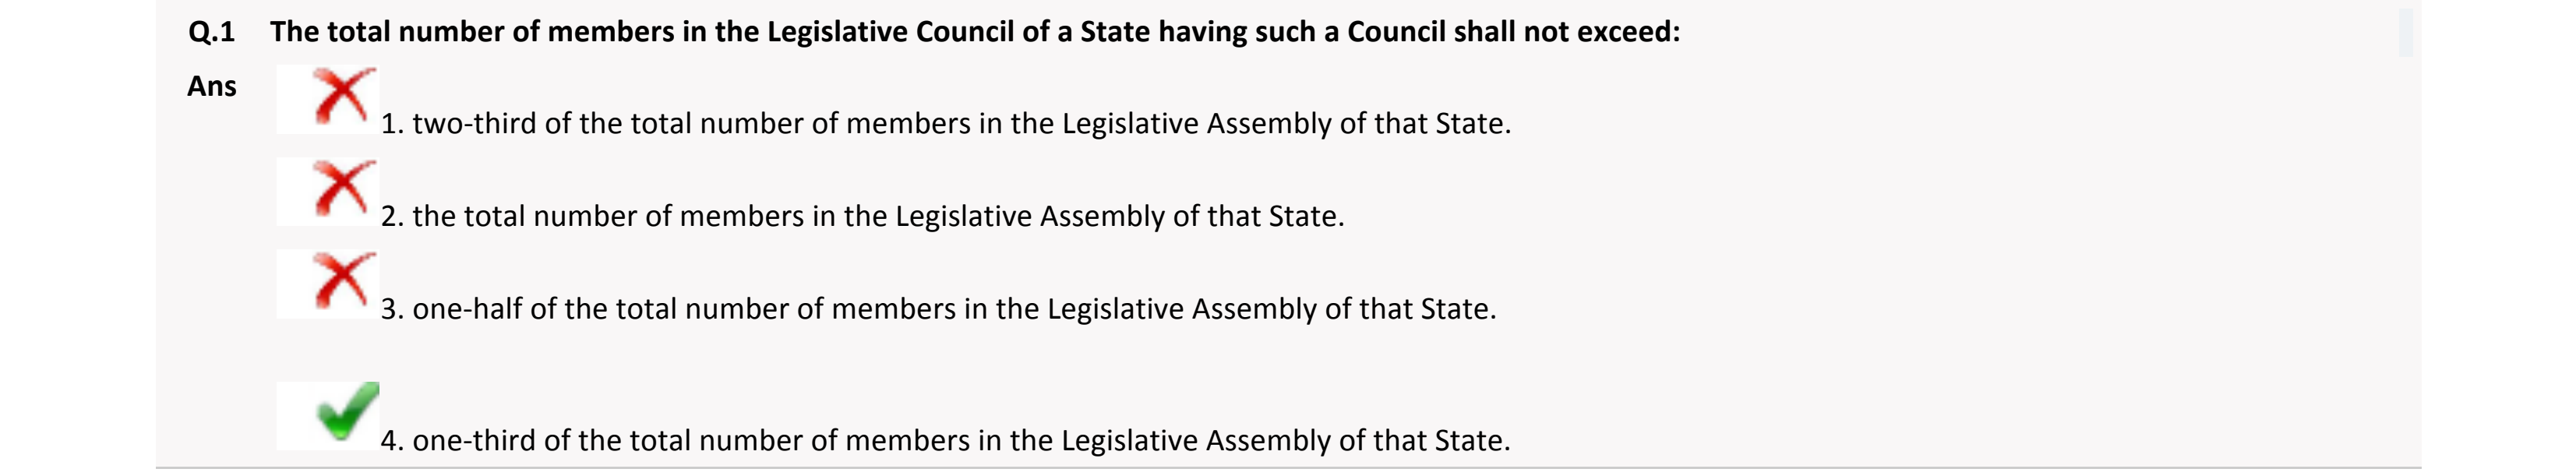 Q.1 The total number of members in the Legislative Council of a State having such a Council shall not exceed:
Ans
1. two-third of the total number of members in the Legislative Assembly of that State.
2. the total number of members in the Legislative Assembly of that State.
3. one-half of the total number of members in the Legislative Assembly of that State.
4. one-third of the total number of members in the Legislative Assembly of that State.